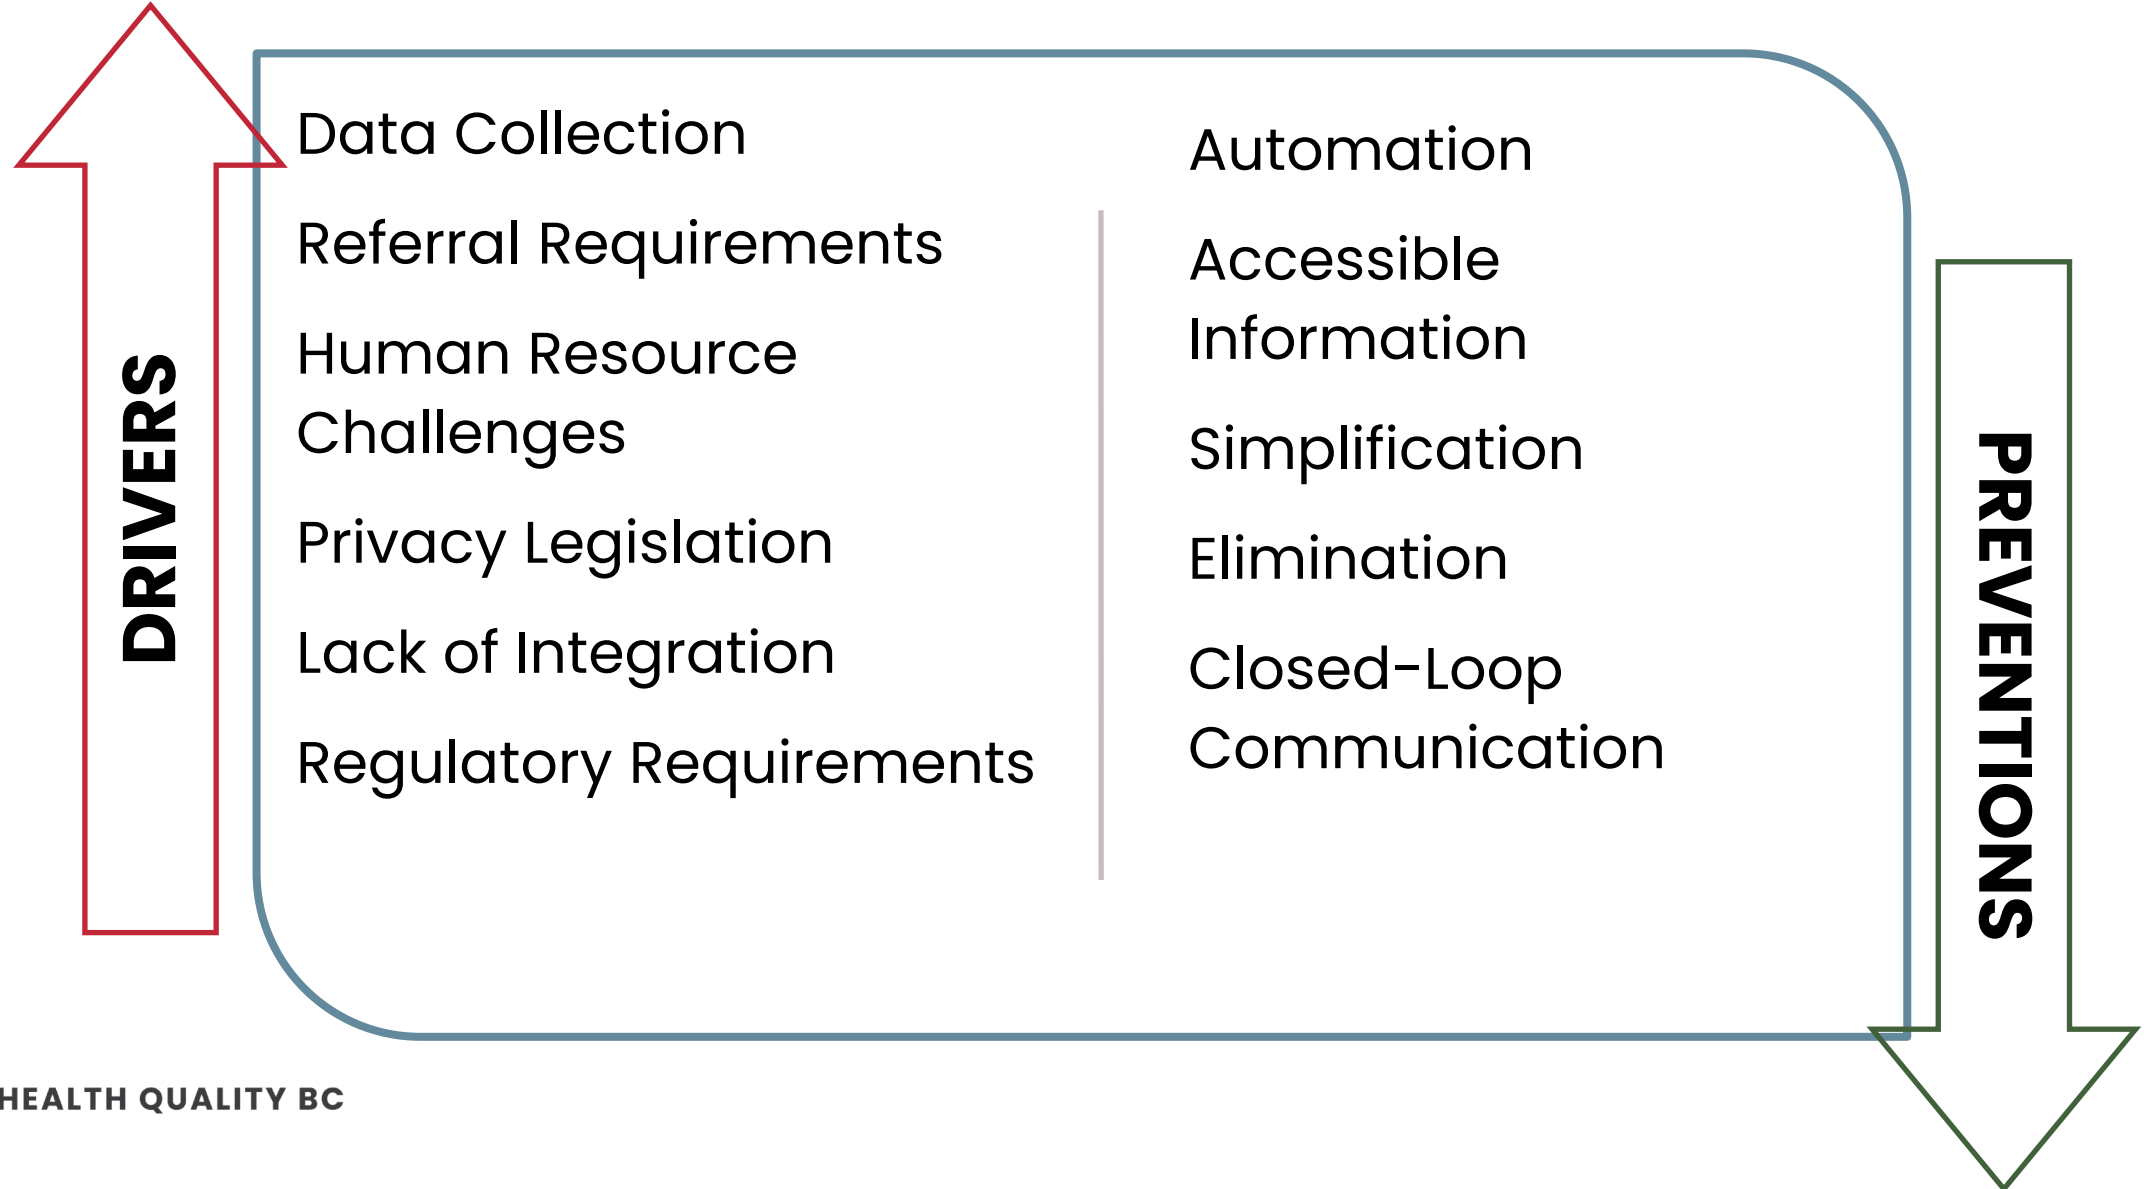 DRIVERS
Data Collection
Referral Requirements
Human Resource
Challenges
Privacy Legislation
Lack of Integration
Regulatory Requirements
Automation
Accessible
Information
Simplification
Elimination
Closed-Loop
Communication
PREVENTIONS
HEALTH QUALITY BC